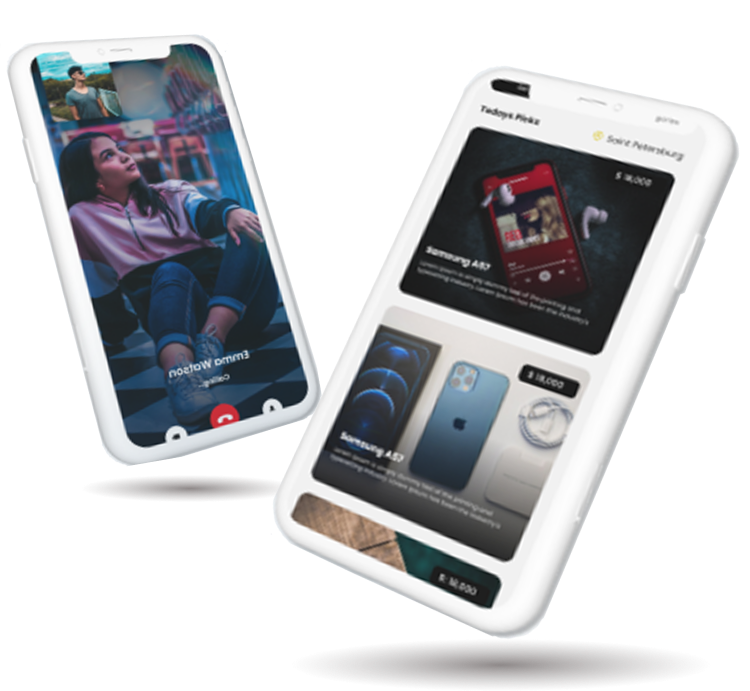 Emma Watson
Calling...
Todays Picks
Saint Petersburg
$ 18,000
Samsung A57
Lorem Ipsum is simply dummy text of the printing and
typesetting industry. Lorem Ipsum has been the industry's
$ 18,000
Samsung A57
Lorem Ipsum is simply dummy text of the printing and
typesetting industry. Lorem Ipsum has been the industry's
$ 18,000